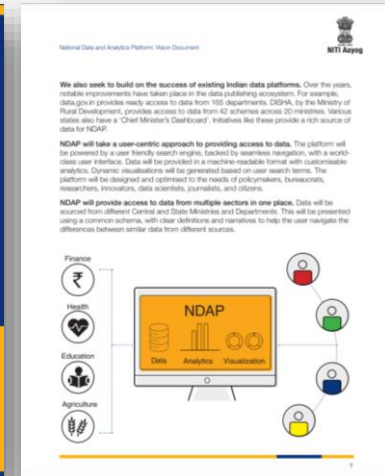 National Data and Analytics Platform: Vision Document
NITI Aayog
We also seek to build on the success of existing Indian data platforms. Over the years,
notable improvements have taken place in the data publishing ecosystem. For example,
data.gov.in provides ready access to data from 165 departments. DISHA, by the Ministry of
Rural Development, provides access to data from 42 schemes across 20 ministries. Various
states also have a 'Chief Minister's Dashboard'. Initiatives like these provide a rich source of
data for NDAP.
NDAP will take a user-centric approach to providing access to data. The platform will
be powered by a user friendly search engine, backed by seamless navigation, with a world-
class user interface. Data will be provided in a machine-readable format with customisable
analytics. Dynamic visualisations will be generated based on user search terms. The
platform will be designed and optimised to the needs of policymakers, bureaucrats,
researchers, innovators, data scientists, journalists, and citizens.
NDAP will provide access to data from multiple sectors in one place. Data will be
sourced from different Central and State Ministries and Departments. This will be presented
using a common schema, with clear definitions and narratives to help the user navigate the
differences between similar data from different sources.
Finance
₹
Health
Education
Agriculture
NDAP
Data Analytics Visualization
7